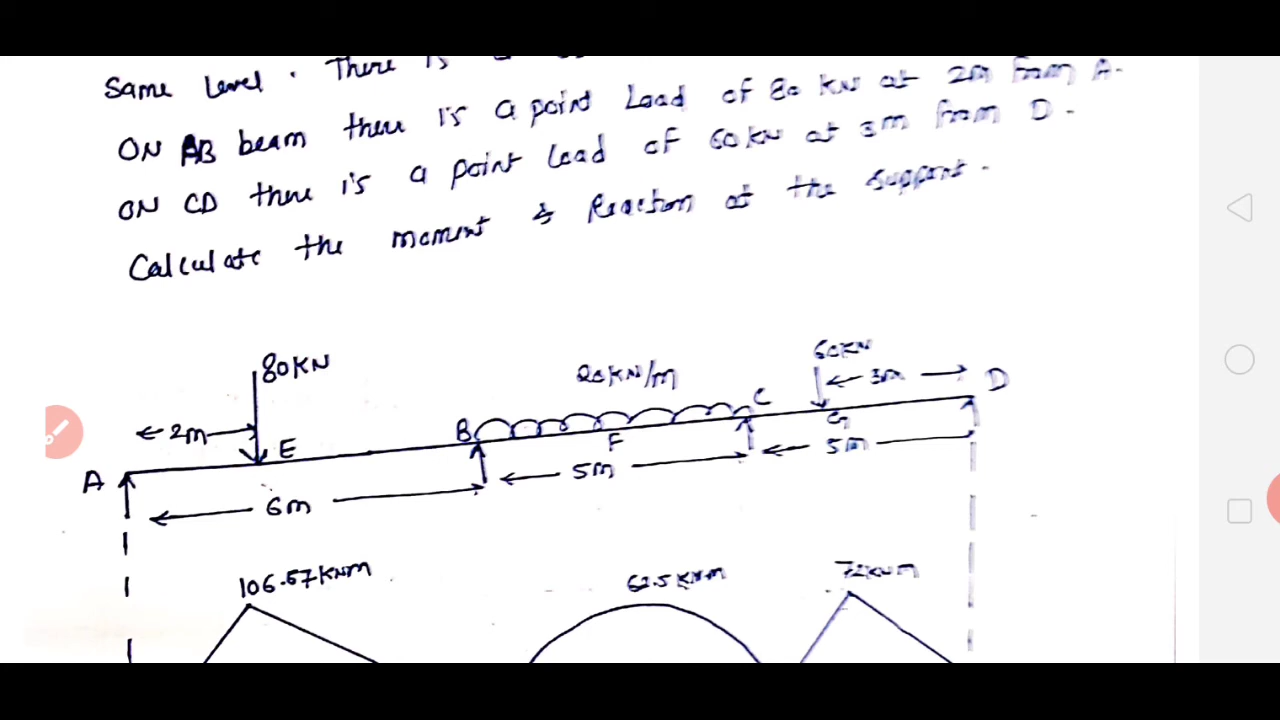 Same Level. There is a
ON AB beam there is a point Load of 80 KN at 2m from A.
ON CD there is a point load of 60 KN at 3m from D.
Calculate the moment & Reaction at the support.
80KN
60KN
20KN/m
3m
D
C
2m
B
G
E
F
5m
A
5m
6m
106.67KNm
62.5KNm
72KNm